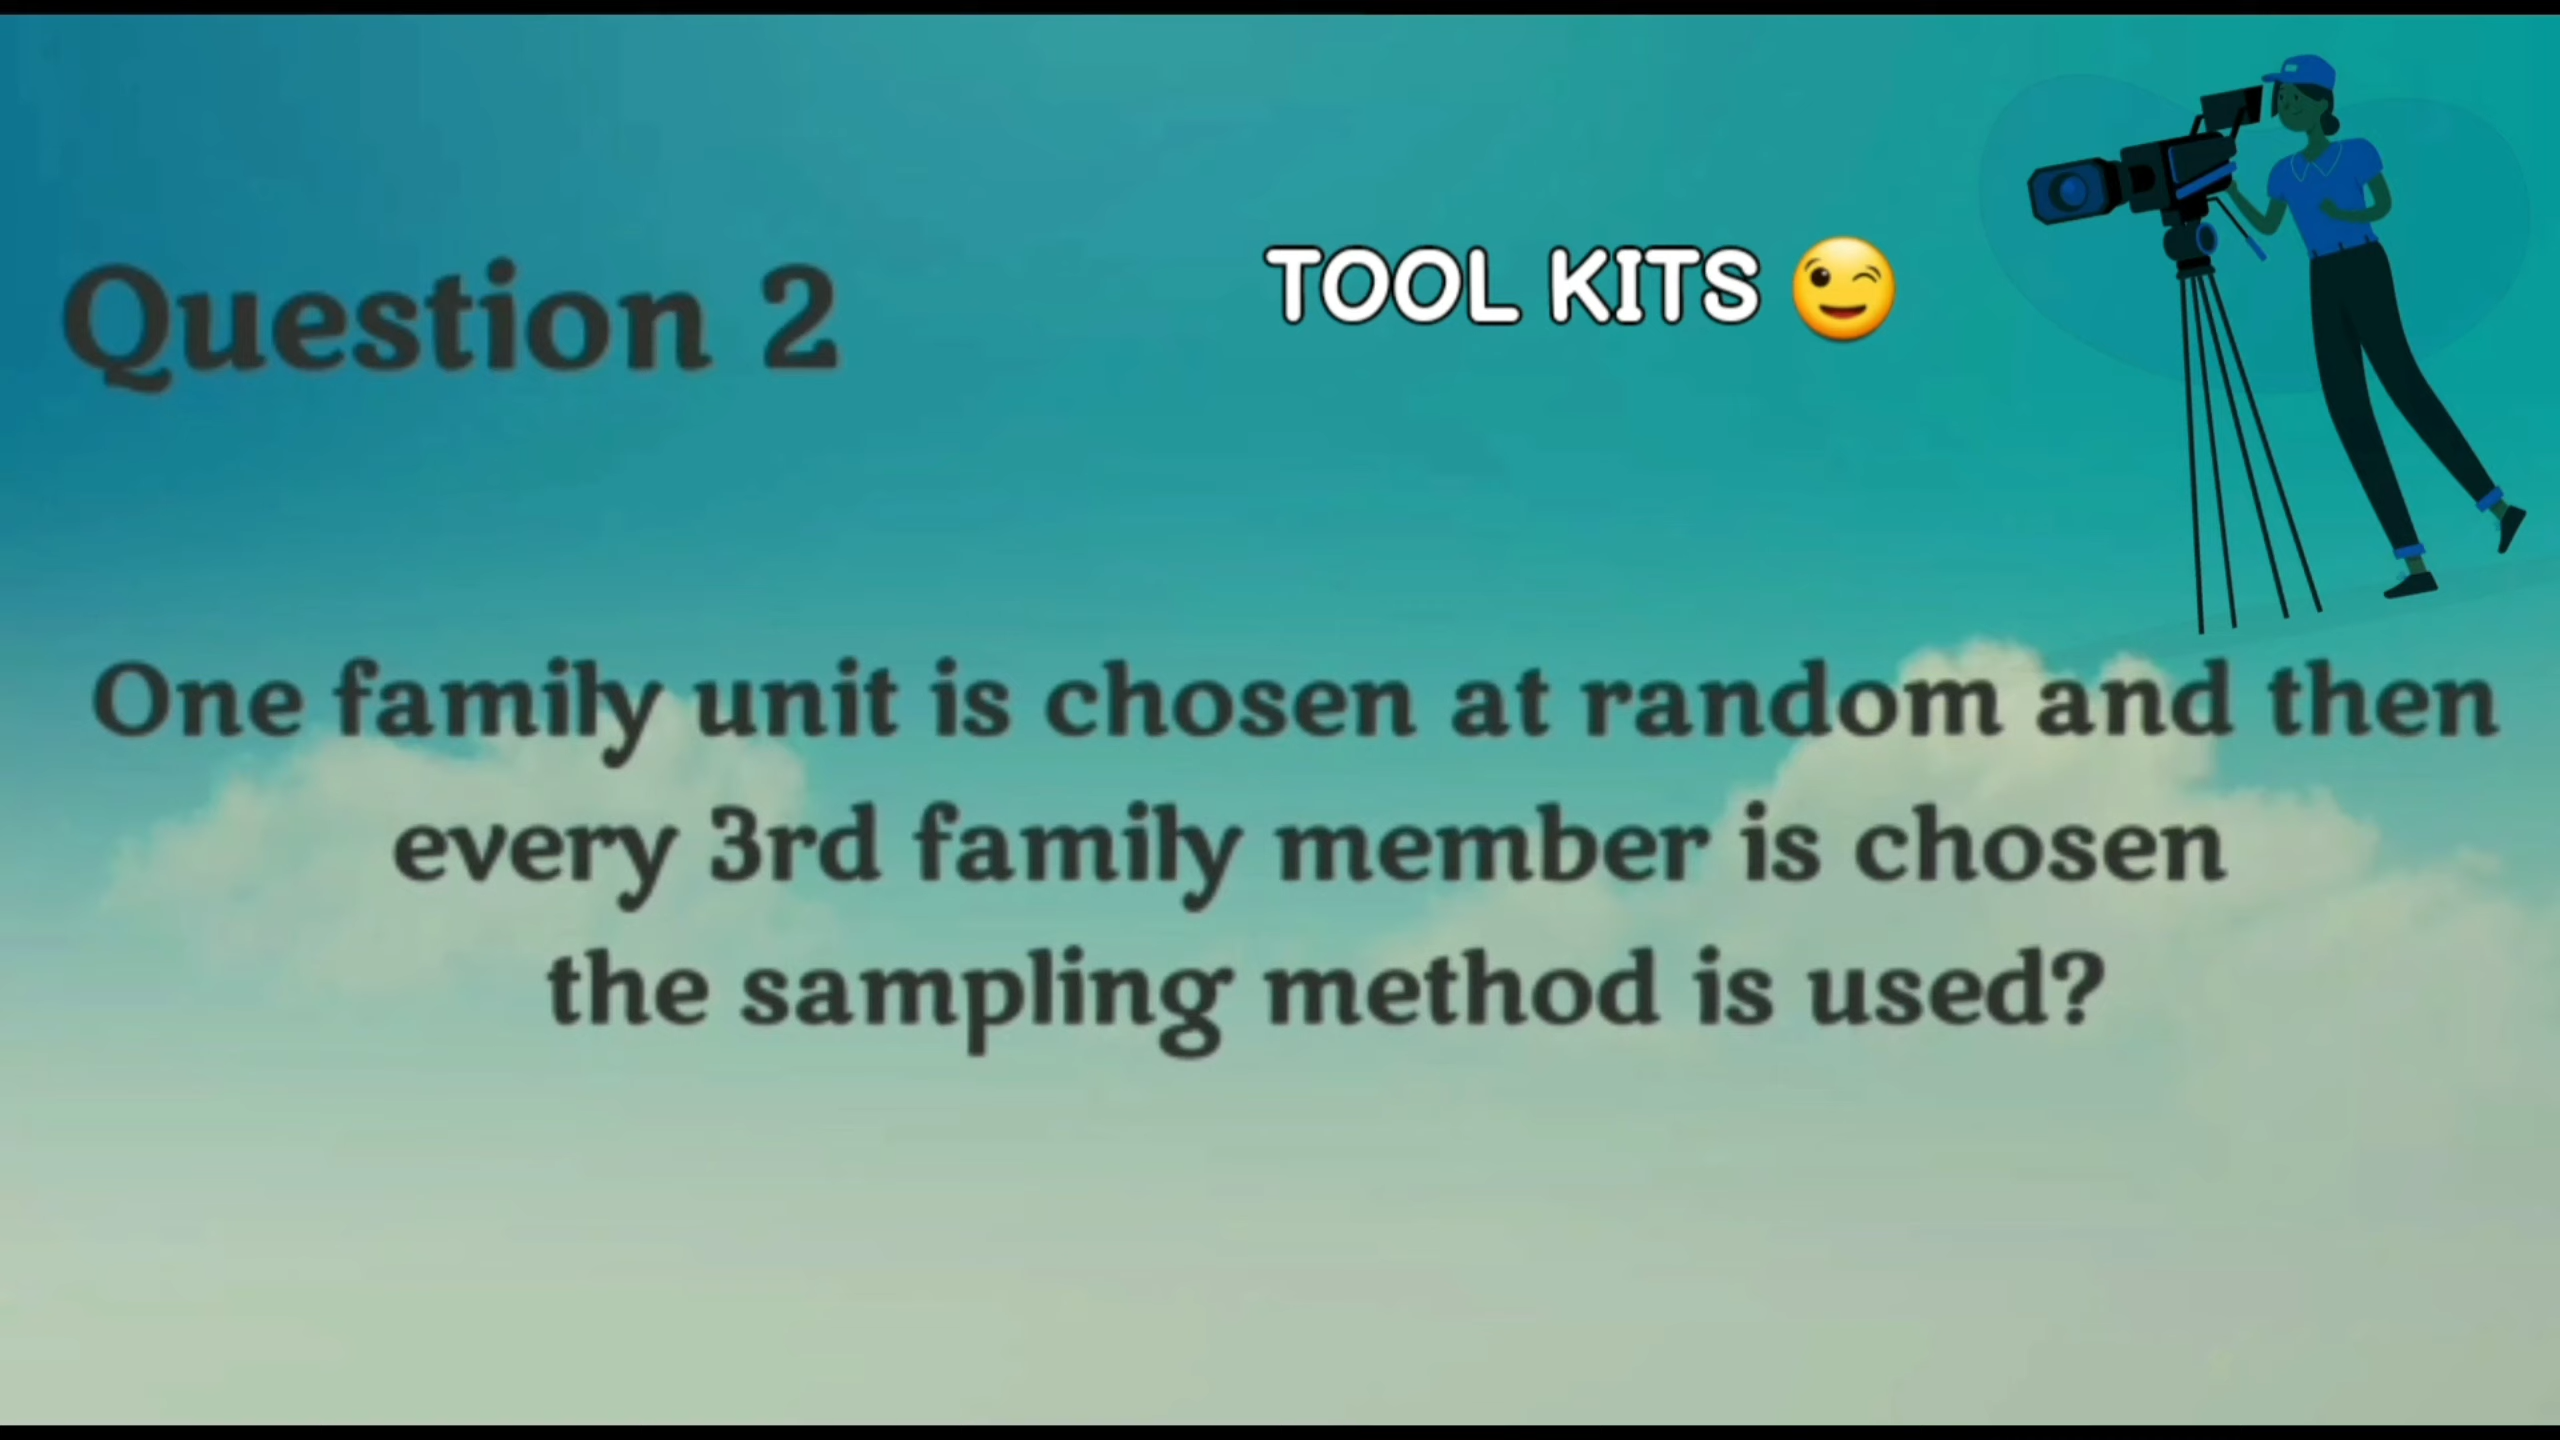 Question 2
TOOL KITS 😉
One family unit is chosen at random and then
every 3rd family member is chosen
the sampling method is used?